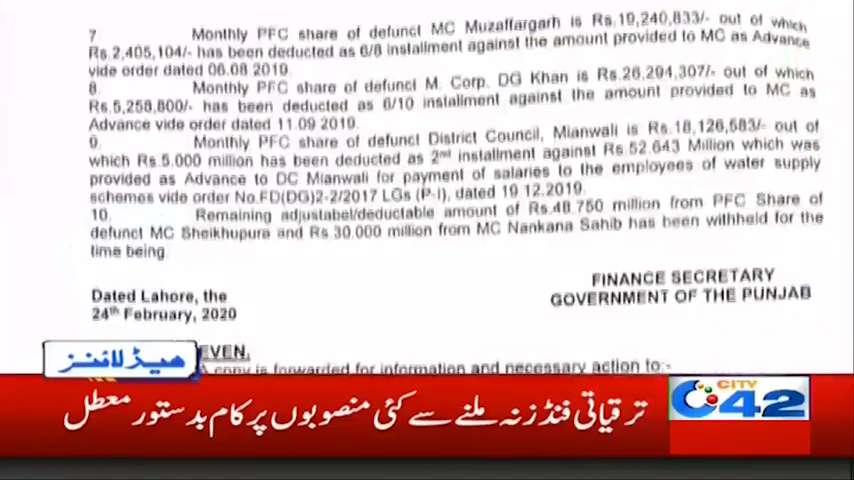 7 Monthly PFC share of defunct MC Muzaffargarh is Rs.19,240,833/- out of which
Rs.2,405,104/- has been deducted as 6/8 installment against the amount provided to MC as Advance
vide order dated 06.08 2019.
8. Monthly PFC share of defunct M. Corp. DG Khan is Rs.26,294,307/- out of which
Rs.5,258,800/- has been deducted as 6/10 installment against the amount provided to MC as
Advance vide order dated 11.09 2019.
9. Monthly PFC share of defunct District Council, Mianwali is Rs.18,126,583/- out of
which Rs.5.000 million has been deducted as 2nd installment against Rs.52.643 Million which was
provided as Advance to DC Mianwali for payment of salaries to the employees of water supply
schemes vide order No.FD(DG)2-2/2017 LGs (P-I), dated 19 12.2019.
10. Remaining adjustabel/deductable amount of Rs.48.750 million from PFC Share of
defunct MC Sheikhupura and Rs 30.000 million from MC Nankana Sahib has been withheld for the
time being
FINANCE SECRETARY
GOVERNMENT OF THE PUNJAB
Dated Lahore, the
24th February, 2020
EVEN.
A copy is forwarded for information and necessary action to:-
ہیڈلائنز
ترقیاتی فنڈز نہ ملنے سے کئی منصوبوں پر کام بدستور معطل
CITY
42